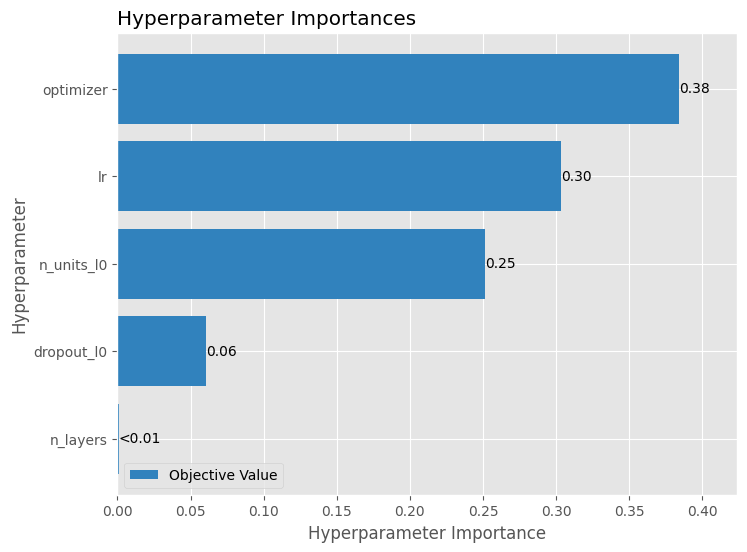 Hyperparameter Importances
Hyperparameter
optimizer
0.38
lr
0.30
n_units_l0
0.25
dropout_l0
0.06
n_layers
<0.01
Objective Value
0.00 0.05 0.10 0.15 0.20 0.25 0.30 0.35 0.40
Hyperparameter Importance